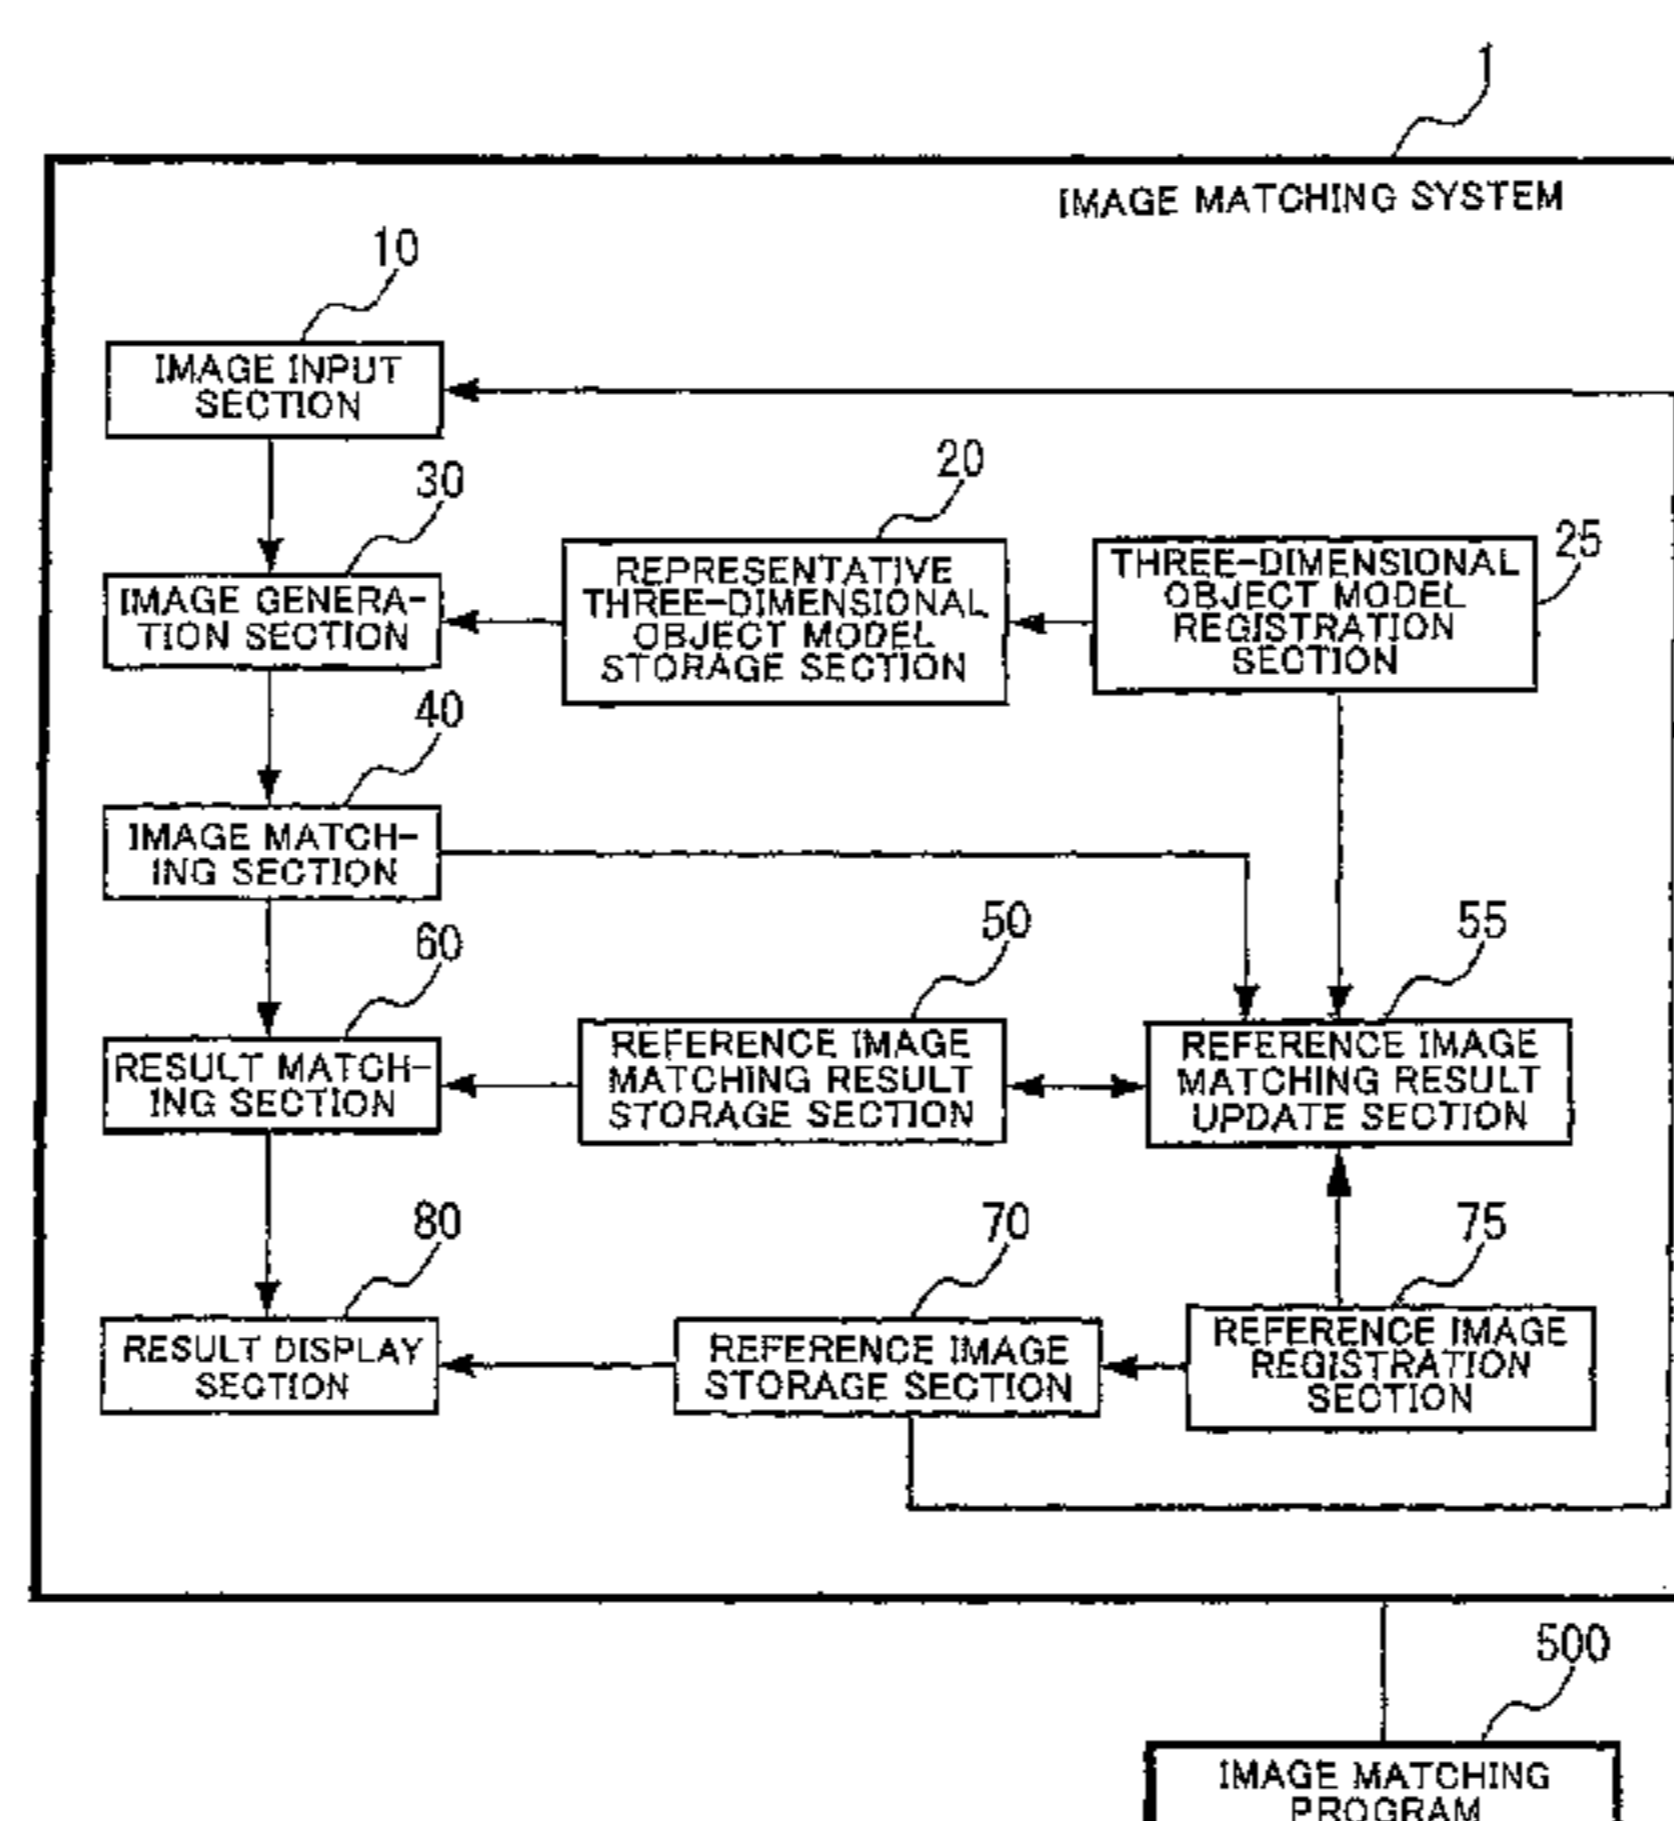 1
IMAGE MATCHING SYSTEM
10
IMAGE INPUT
SECTION
30
IMAGE GENERA-
TION SECTION
20
REPRESENTATIVE
THREE-DIMENSIONAL
OBJECT MODEL
STORAGE SECTION
25
THREE-DIMENSIONAL
OBJECT MODEL
REGISTRATION
SECTION
40
IMAGE MATCH-
ING SECTION
60
RESULT MATCH-
ING SECTION
50
REFERENCE IMAGE
MATCHING RESULT
STORAGE SECTION
55
REFERENCE IMAGE
MATCHING RESULT
UPDATE SECTION
80
RESULT DISPLAY
SECTION
70
REFERENCE IMAGE
STORAGE SECTION
75
REFERENCE IMAGE
REGISTRATION
SECTION
500
IMAGE MATCHING
PROGRAM